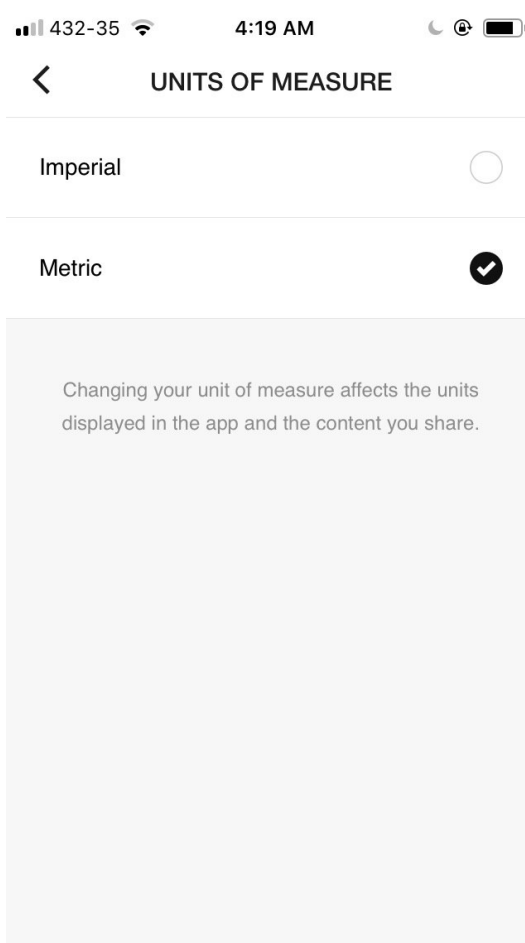 432-35 4:19 AM
UNITS OF MEASURE
Imperial
Metric
Changing your unit of measure affects the units
displayed in the app and the content you share.